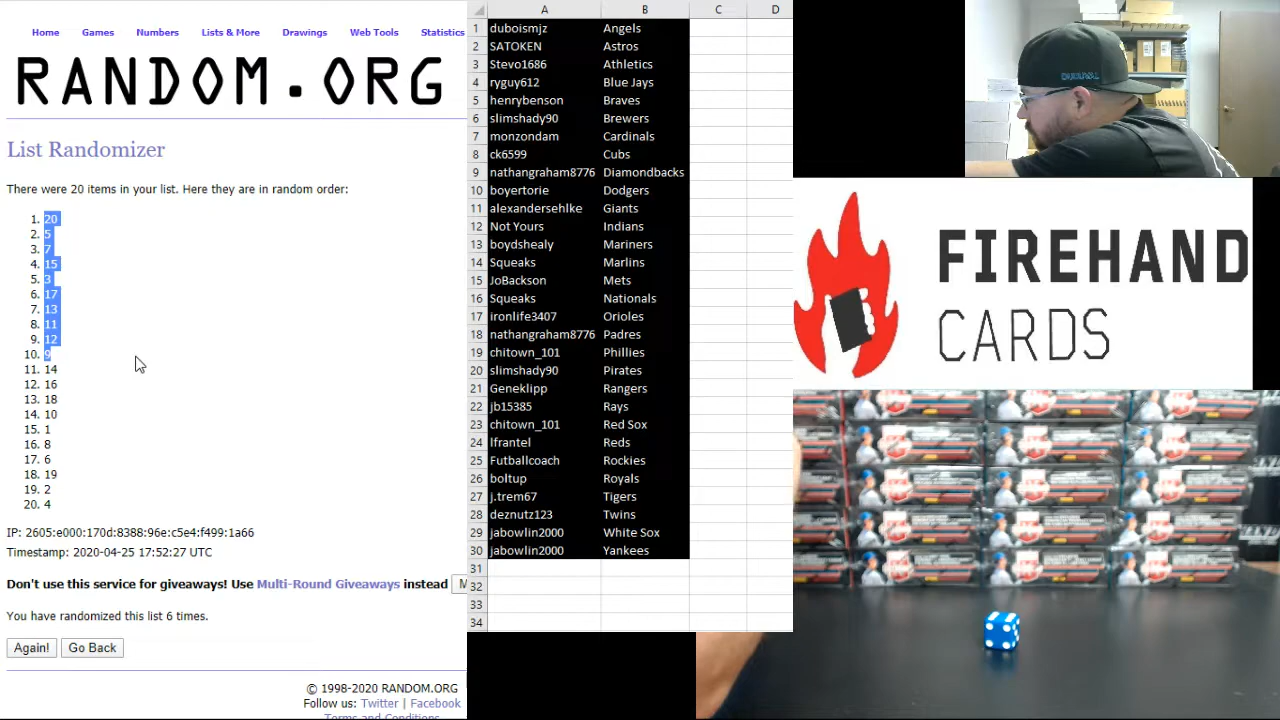 Home Games Numbers Lists & More Drawings Web Tools Statistics
RANDOM.ORG
List Randomizer
There were 20 items in your list. Here they are in random order:
1. 20
2. 5
3. 7
4. 15
5. 3
6. 17
7. 13
8. 11
9. 12
10. 9
11. 14
12. 16
13. 18
14. 10
15. 1
16. 8
17. 6
18. 19
19. 2
20. 4
IP: 2605:e000:170d:8388:96e:c5e4:f499:1a66
Timestamp: 2020-04-25 17:52:27 UTC
Don't use this service for giveaways! Use Multi-Round Giveaways instead M
You have randomized this list 6 times.
Again! Go Back
© 1998-2020 RANDOM.ORG
Follow us: Twitter | Facebook
Terms and Conditions
A B C D
1 duboismjz Angels
2 SATOKEN Astros
3 Stevo1686 Athletics
4 ryguy612 Blue Jays
5 henrybenson Braves
6 slimshady90 Brewers
7 monzondam Cardinals
8 ck6599 Cubs
9 nathangraham8776 Diamondbacks
10 boyertorie Dodgers
11 alexandersehlke Giants
12 Not Yours Indians
13 boydshealy Mariners
14 Squeaks Marlins
15 JoBackson Mets
16 Squeaks Nationals
17 ironlife3407 Orioles
18 nathangraham8776 Padres
19 chitown_101 Phillies
20 slimshady90 Pirates
21 Geneklipp Rangers
22 jb15385 Rays
23 chitown_101 Red Sox
24 lfrantel Reds
25 Futballcoach Rockies
26 boltup Royals
27 j.trem67 Tigers
28 deznutz123 Twins
29 jabowlin2000 White Sox
30 jabowlin2000 Yankees
31
32
33
34
FIREHAND
CARDS